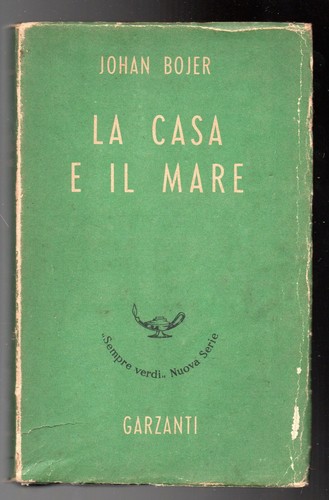 JOHAN BOJER
LA CASA
E IL MARE
„Sempre verdi„ Nuova Serie
GARZANTI